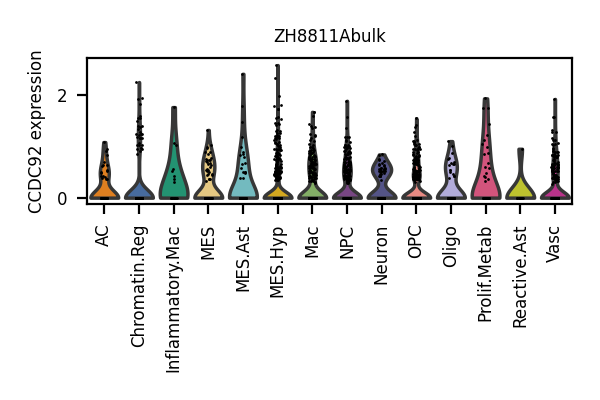 ZH8811Abulk
CCDC92 expression
2
0
AC
Chromatin.Reg
Inflammatory.Mac
MES
MES.Ast
MES.Hyp
Mac
NPC
Neuron
OPC
Oligo
Prolif.Metab
Reactive.Ast
Vasc